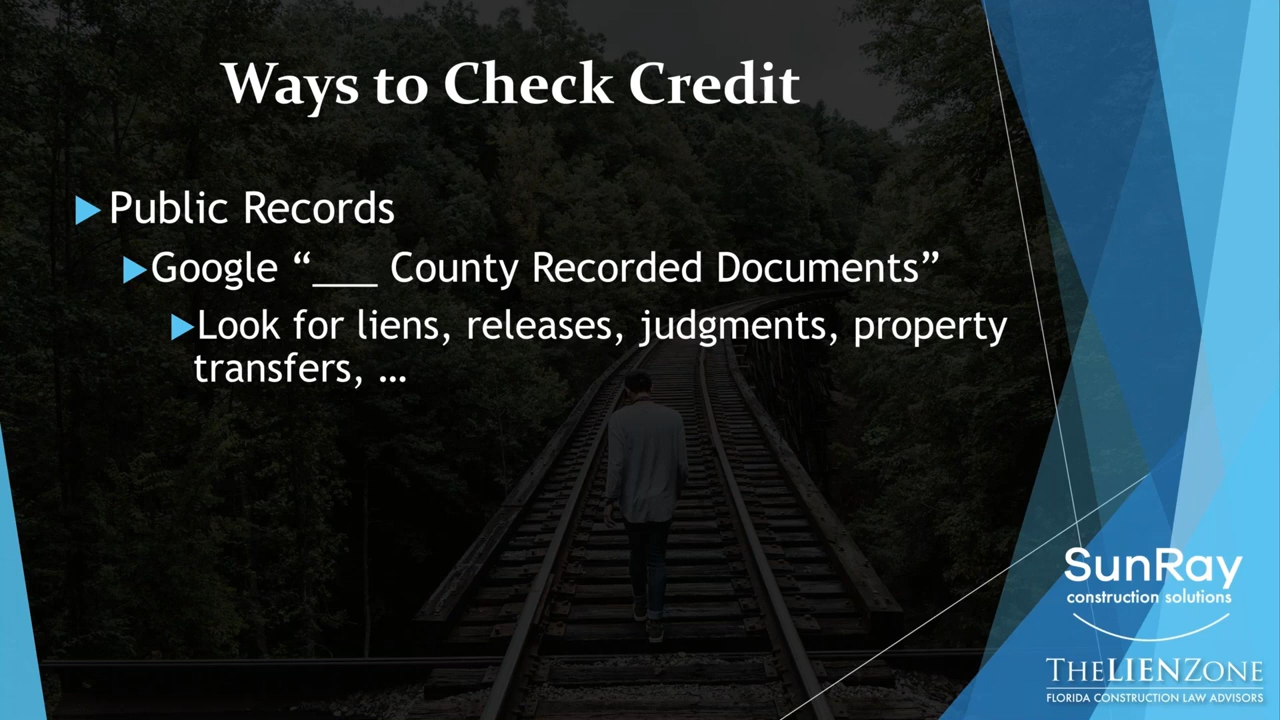 Ways to Check Credit
Public Records
Google “___ County Recorded Documents”
Look for liens, releases, judgments, property
transfers, ...
SunRay
construction solutions
THELIENZONE
FLORIDA CONSTRUCTION LAW ADVISORS